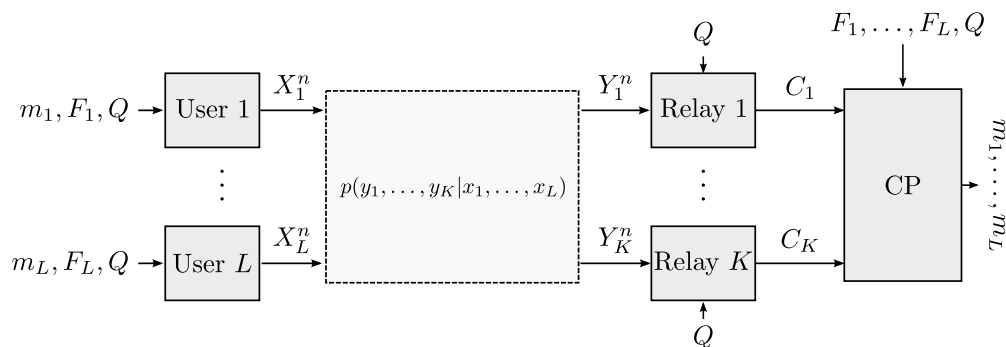 Q
F_1, . . . , F_L, Q
m_1, F_1, Q
User 1
X_1^n
Y_1^n
Relay 1
C_1
⋮
p(y_1, . . . , y_K|x_1, . . . , x_L)
⋮
CP
m_1, . . . , m_L
m_L, F_L, Q
User L
X_L^n
Y_K^n
Relay K
C_K
Q